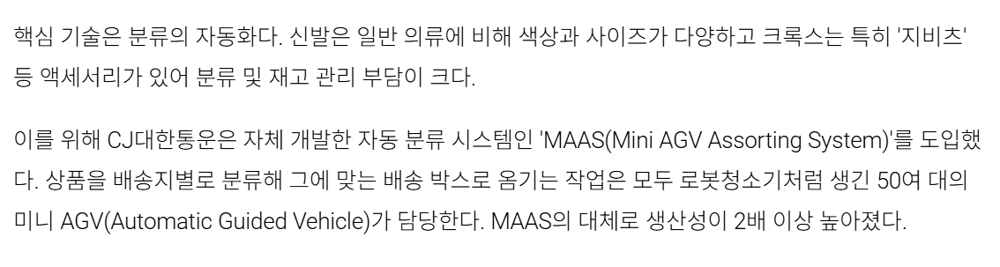 핵심 기술은 분류의 자동화다. 신발은 일반 의류에 비해 색상과 사이즈가 다양하고 크록스는 특히 '지비츠'
등 액세서리가 있어 분류 및 재고 관리 부담이 크다.
이를 위해 CJ대한통운은 자체 개발한 자동 분류 시스템인 'MAAS(Mini AGV Assorting System)'를 도입했
다. 상품을 배송지별로 분류해 그에 맞는 배송 박스로 옮기는 작업은 모두 로봇청소기처럼 생긴 50여 대의
미니 AGV(Automatic Guided Vehicle)가 담당한다. MAAS의 대체로 생산성이 2배 이상 높아졌다.